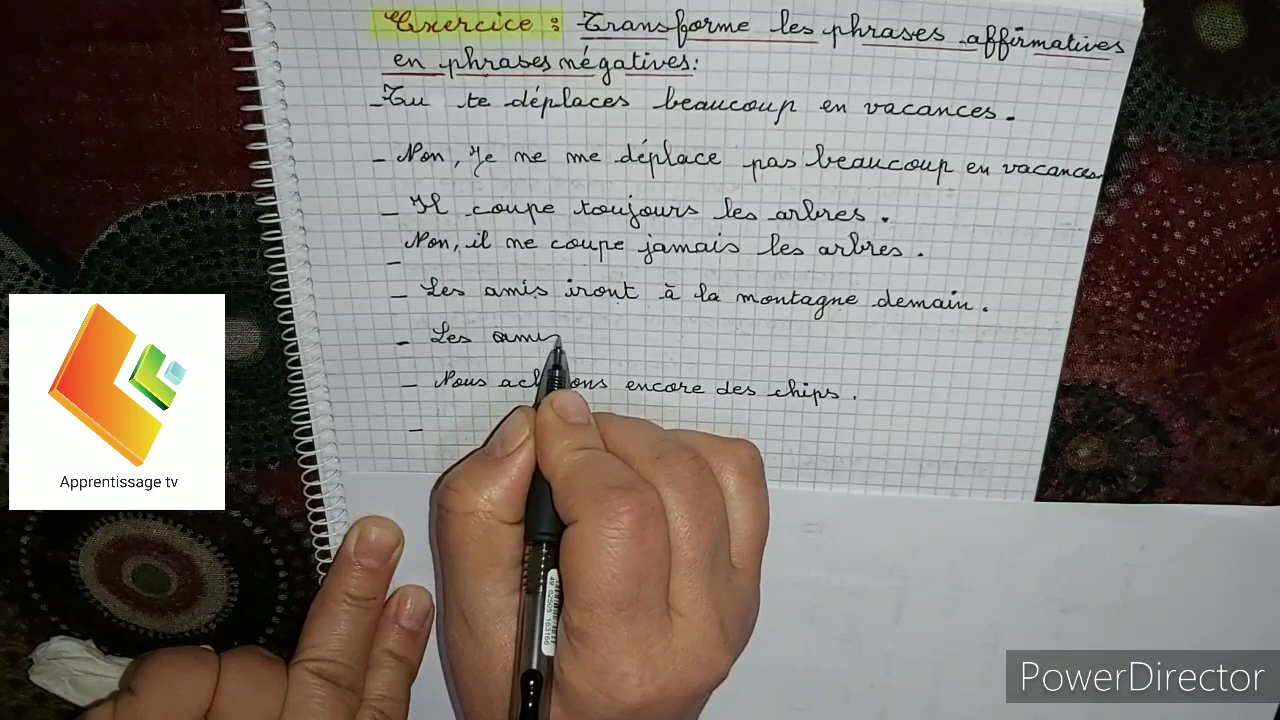 Exercice : Transforme les phrases affirmatives
en phrases négatives:
- Tu te déplaces beaucoup en vacances.
- Non, Je ne me déplace pas beaucoup en vacances
- Il coupe toujours les arbres.
- Non, il ne coupe jamais les arbres.
- Les amis iront à la montagne demain.
- Les amis
- Nous ons encore des chips.
-
Apprentissage tv
PowerDirector